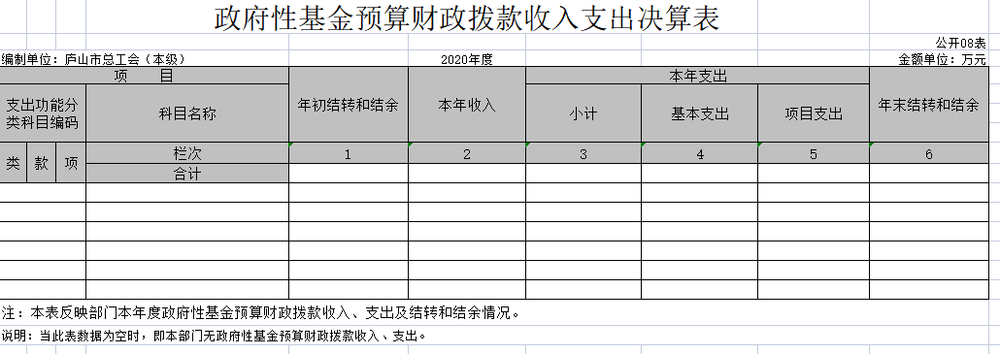 政府性基金预算财政拨款收入支出决算表
公开08表
编制单位：庐山市总工会（本级） 2020年度 金额单位：万元
项 目 本年支出
支出功能分类科目编码 科目名称 年初结转和结余 本年收入 小计 基本支出 项目支出 年末结转和结余
类 款 项 栏次 1 2 3 4 5 6
合计
注：本表反映部门本年度政府性基金预算财政拨款收入、支出及结转和结余情况。
说明：当此表数据为空时，即本部门无政府性基金预算财政拨款收入、支出。